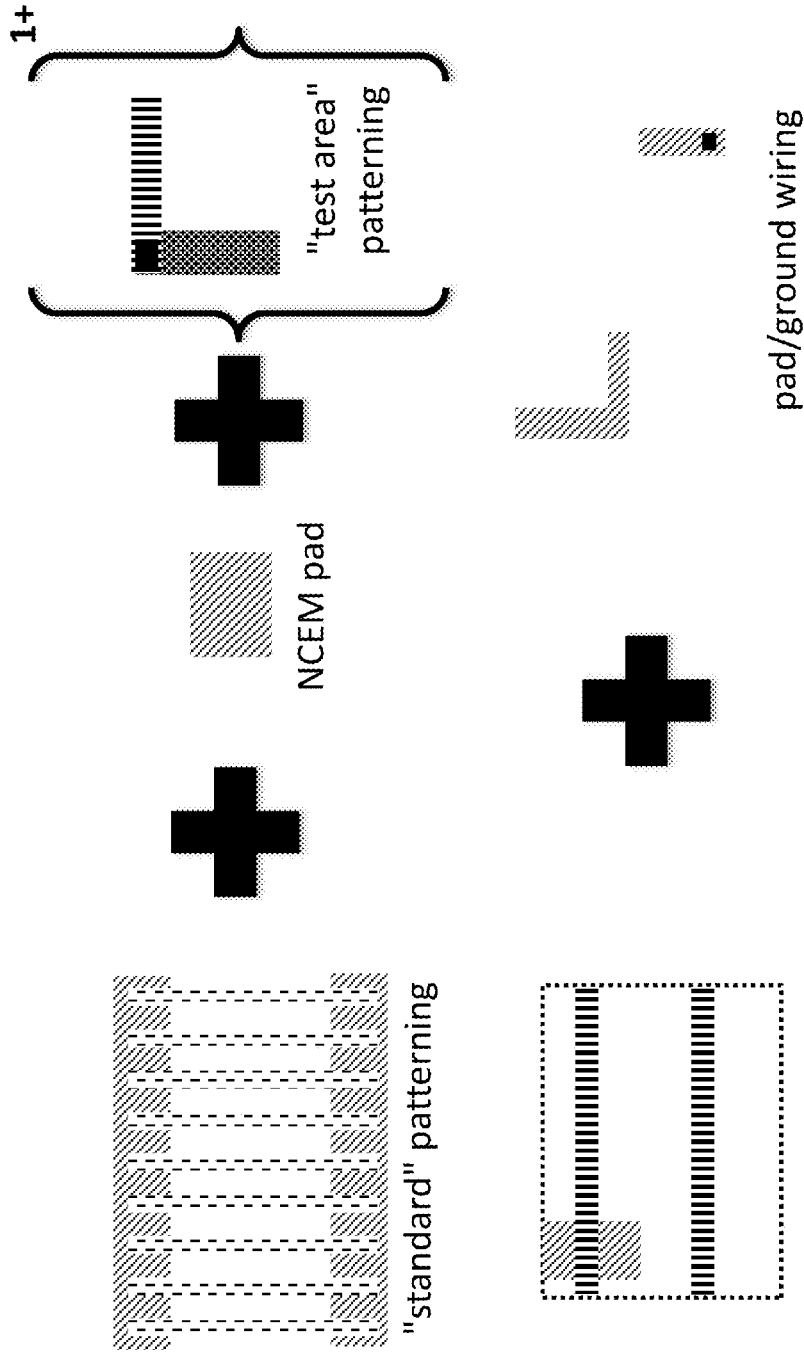 "standard" patterning
NCEM pad
"test area"
patterning
1+
pad/ground wiring